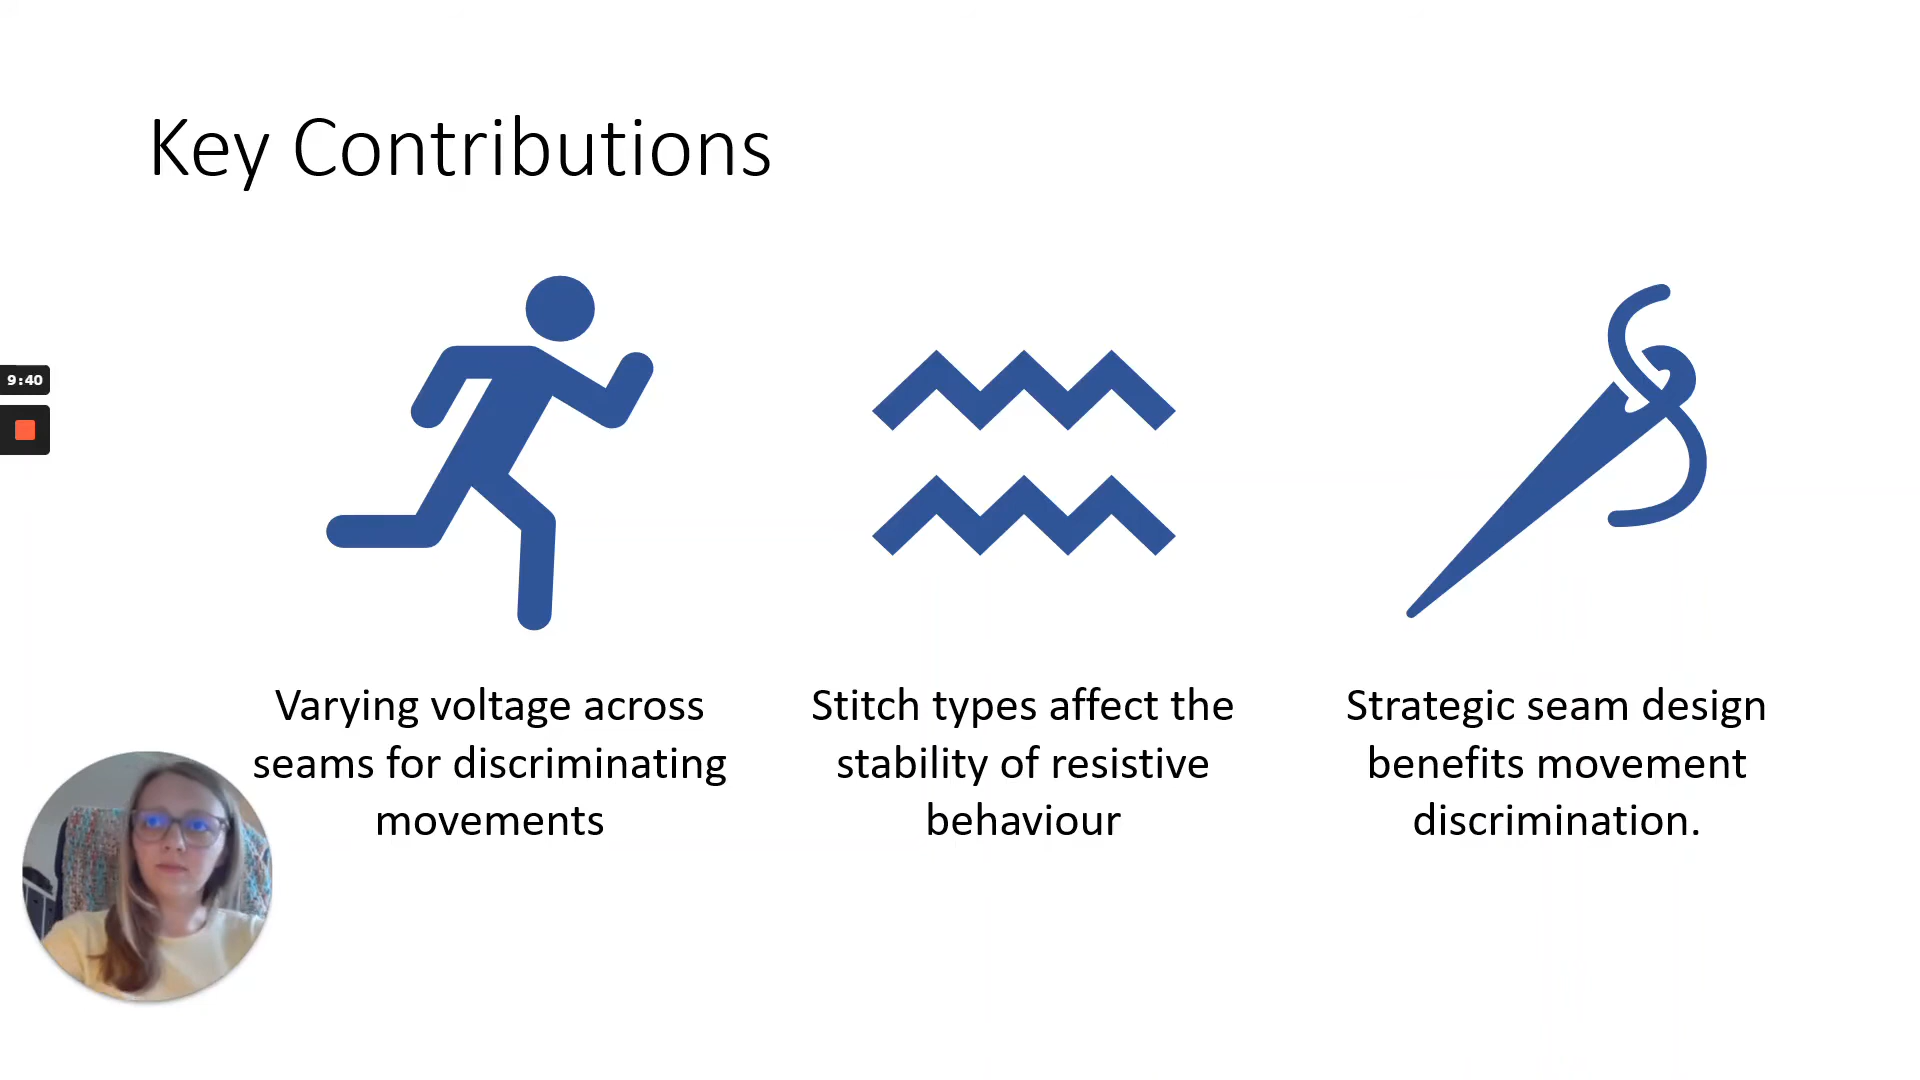 Key Contributions
9:40
Varying voltage across
seams for discriminating
movements
Stitch types affect the
stability of resistive
behaviour
Strategic seam design
benefits movement
discrimination.